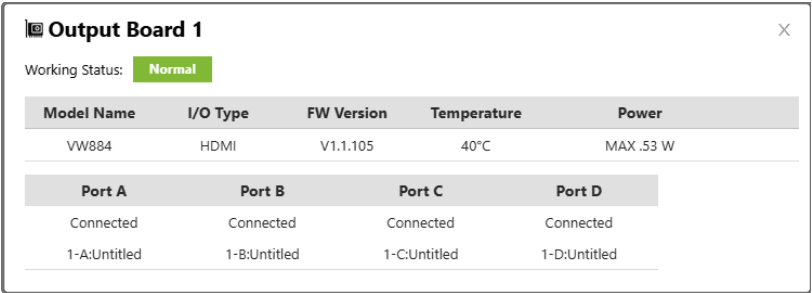 Output Board 1
Working Status: Normal
Model Name I/O Type FW Version Temperature Power
VW884 HDMI V1.1.105 40°C MAX .53 W
Port A Port B Port C Port D
Connected Connected Connected Connected
1-A:Untitled 1-B:Untitled 1-C:Untitled 1-D:Untitled